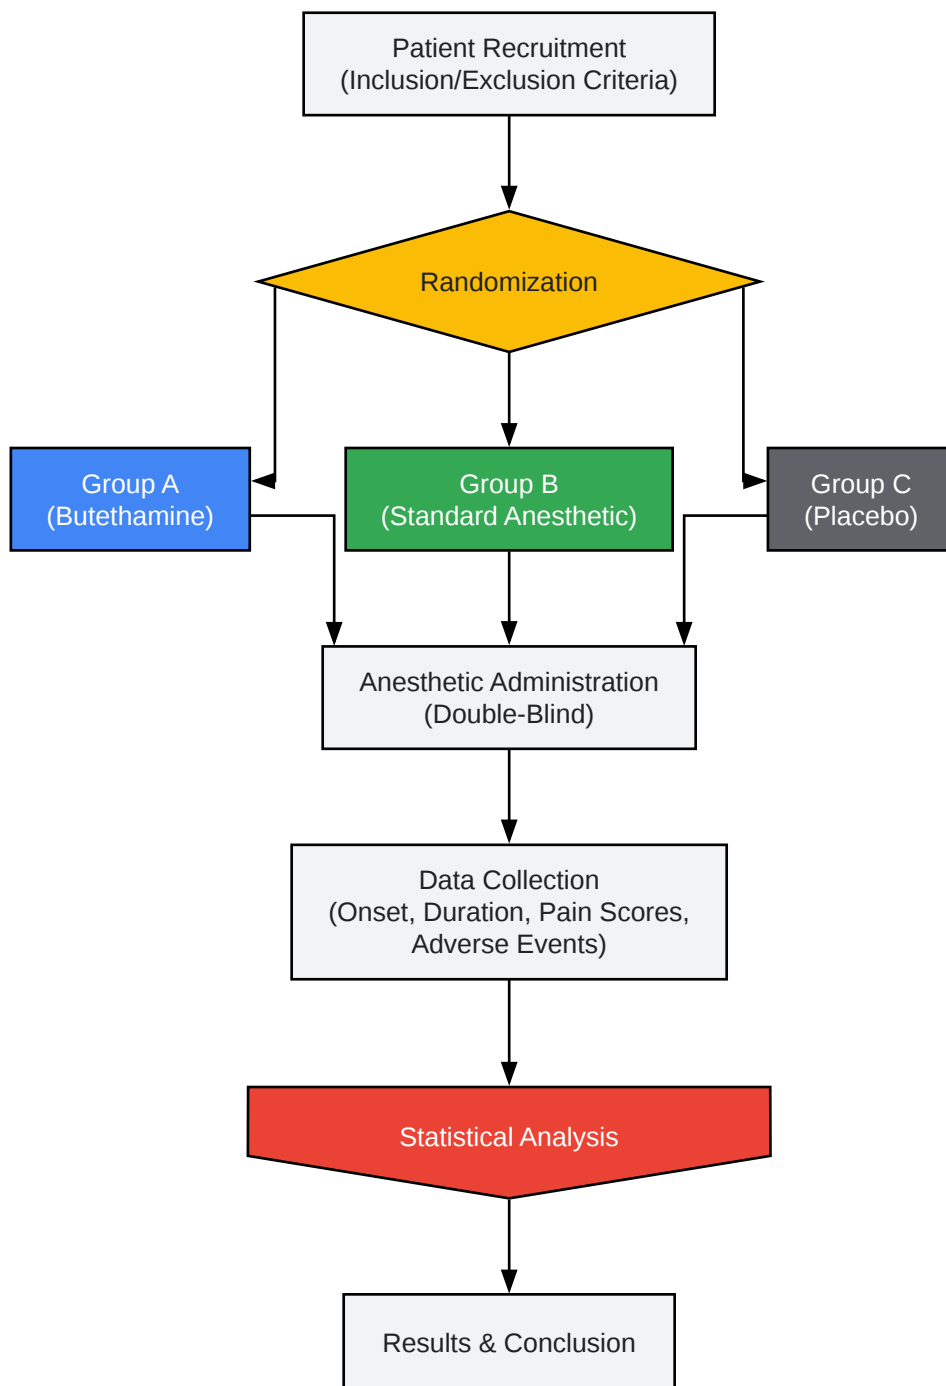 Patient Recruitment
(Inclusion/Exclusion Criteria)
Randomization
Group A
(Butethamine)
Group B
(Standard Anesthetic)
Group C
(Placebo)
Anesthetic Administration
(Double-Blind)
Data Collection
(Onset, Duration, Pain Scores,
Adverse Events)
Statistical Analysis
Results & Conclusion